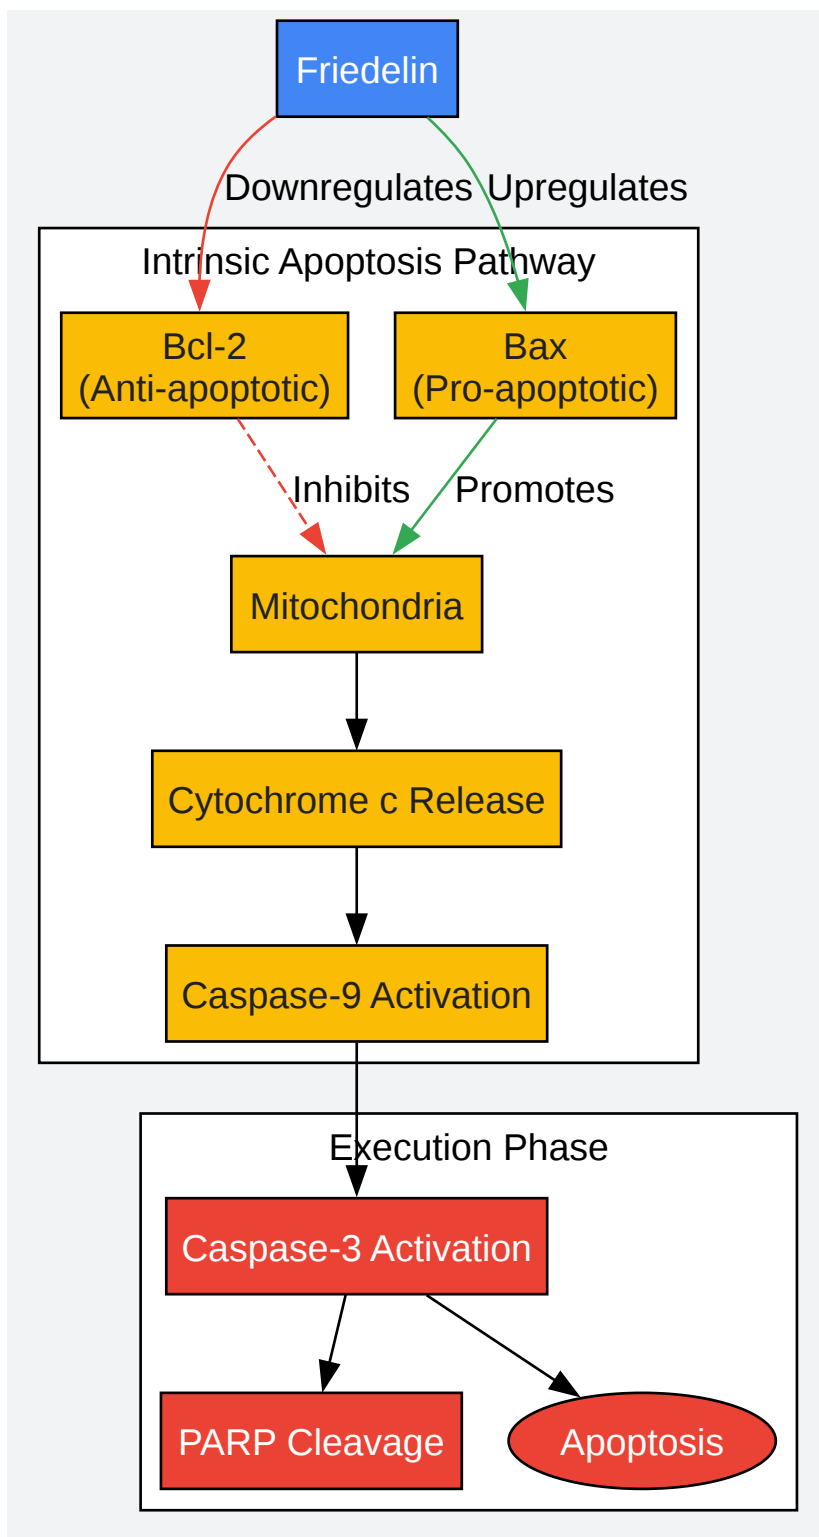 Friedelin
Downregulates
Upregulates
Intrinsic Apoptosis Pathway
Bcl-2
(Anti-apoptotic)
Bax
(Pro-apoptotic)
Inhibits
Promotes
Mitochondria
Cytochrome c Release
Caspase-9 Activation
Execution Phase
Caspase-3 Activation
PARP Cleavage
Apoptosis